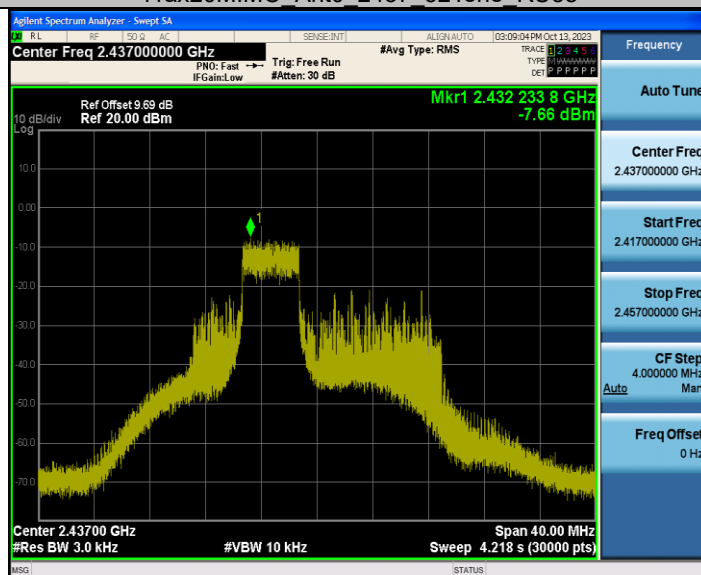 Agilent Spectrum Analyzer - Swept SA
RL RF 50 Ω AC SENSE:INT ALIGNAUTO 03:09:04 PM Oct 13, 2023
Center Freq 2.437000000 GHz #Avg Type: RMS TRACE 1 2 3 4 5 6
PNO: Fast Trig: Free Run TYPE
IFGain:Low #Atten: 30 dB DET P P P P P P
Mkr1 2.432 233 8 GHz
-7.66 dBm
Ref Offset 9.69 dB
10 dB/div Ref 20.00 dBm
Log
10.0
0.00
-10.0
-20.0
-30.0
-40.0
-50.0
-60.0
-70.0
1
Center 2.43700 GHz Span 40.00 MHz
#Res BW 3.0 kHz #VBW 10 kHz Sweep 4.218 s (30000 pts)
MSG STATUS
Frequency
Auto Tune
Center Freq
2.437000000 GHz
Start Freq
2.417000000 GHz
Stop Freq
2.457000000 GHz
CF Step
4.000000 MHz
Auto Man
Freq Offset
0 Hz